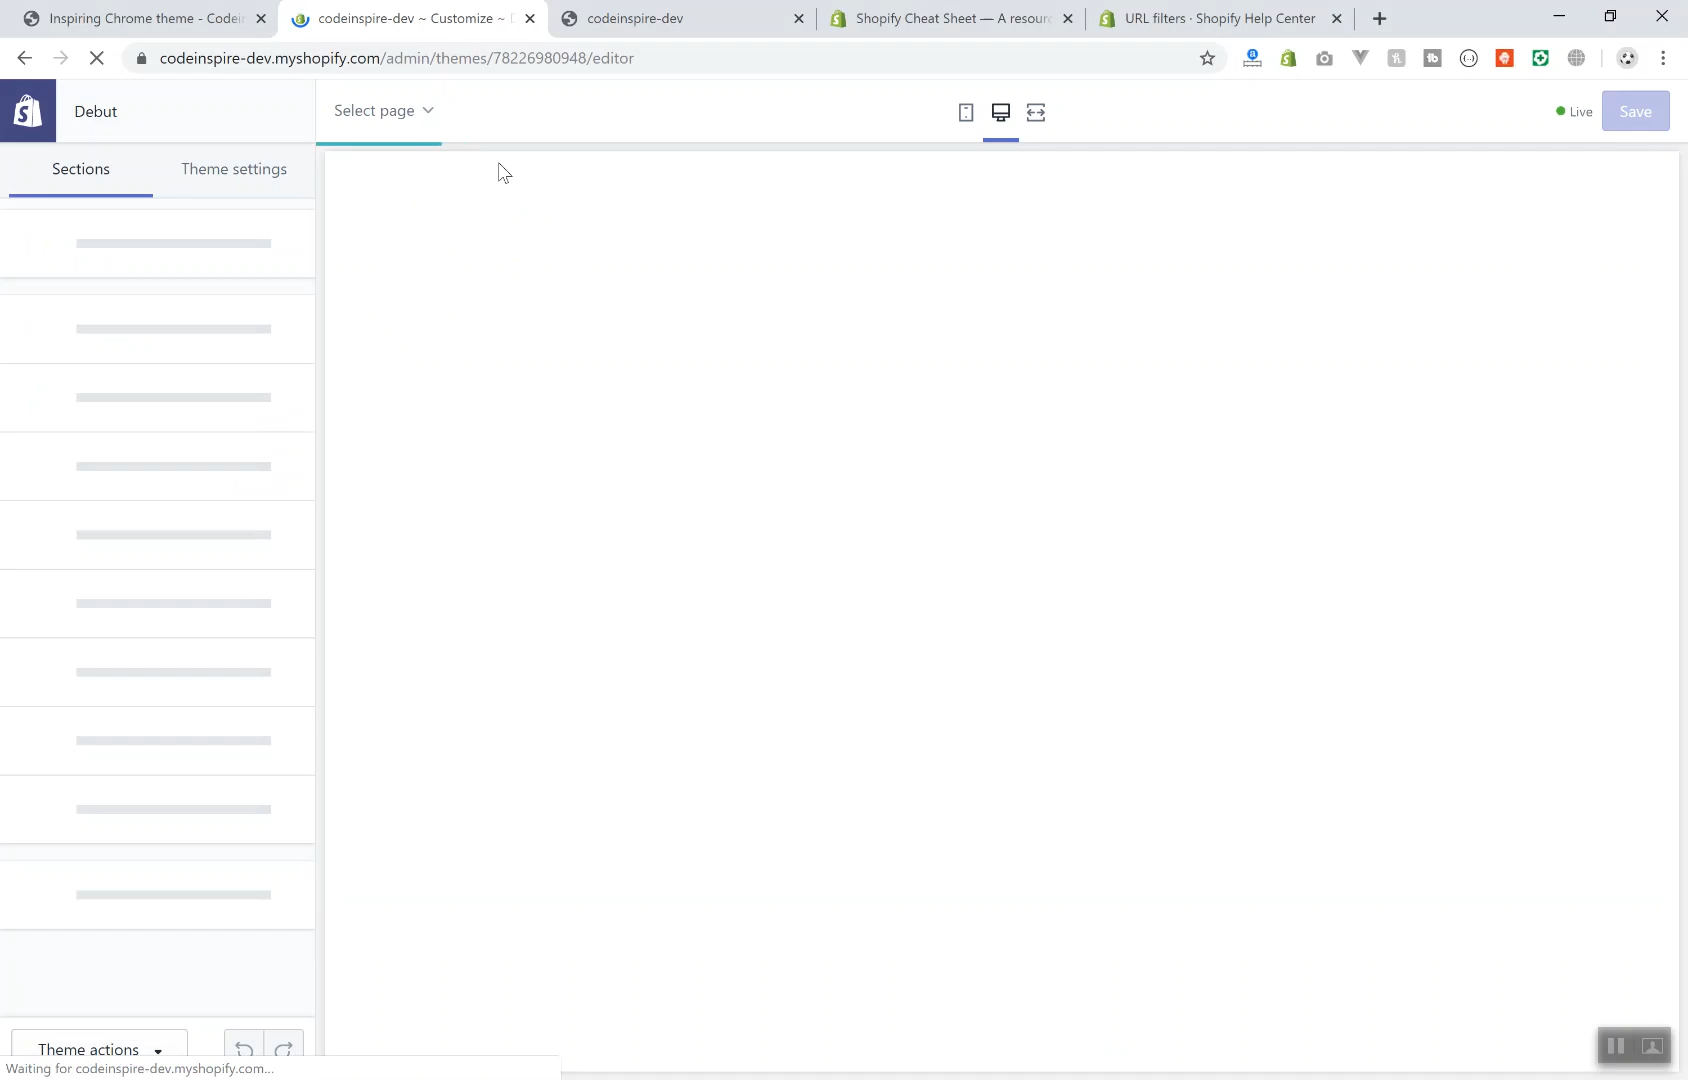 Inspiring Chrome theme - Codein
codeinspire-dev ~ Customize ~ D
codeinspire-dev
Shopify Cheat Sheet — A resourc
URL filters · Shopify Help Center
codeinspire-dev.myshopify.com/admin/themes/78226980948/editor
Debut
Select page
Live
Save
Sections
Theme settings
Theme actions
Waiting for codeinspire-dev.myshopify.com...